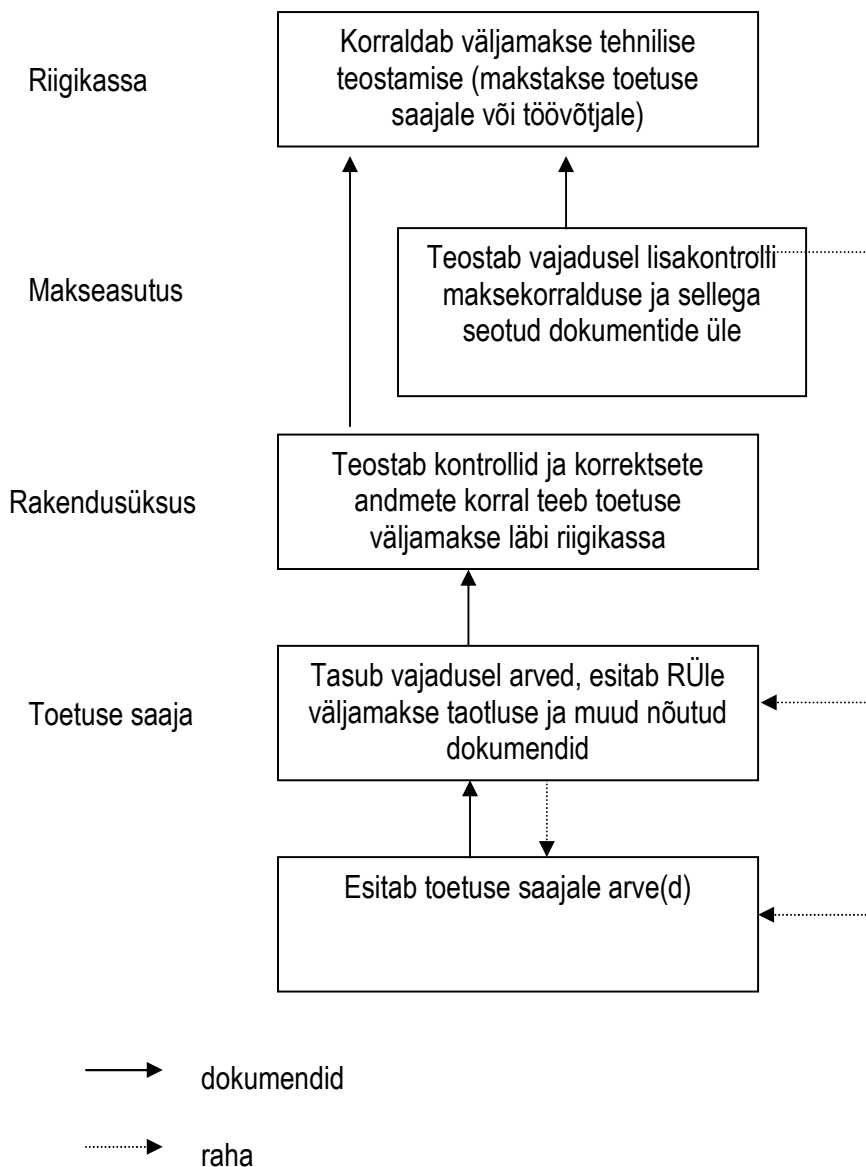 Riigikassa
Korraldab väljamakse tehnilise
teostamise (makstakse toetuse
saajale või töövõtjale)
Makseasutus
Teostab vajadusel lisakontrolli
maksekorralduse ja sellega
seotud dokumentide üle
Rakendusüksus
Teostab kontrollid ja korrektsete
andmete korral teeb toetuse
väljamakse läbi riigikassa
Toetuse saaja
Tasub vajadusel arved, esitab RÜle
väljamakse taotluse ja muud nõutud
dokumendid
Esitab toetuse saajale arve(d)
dokumendid
raha